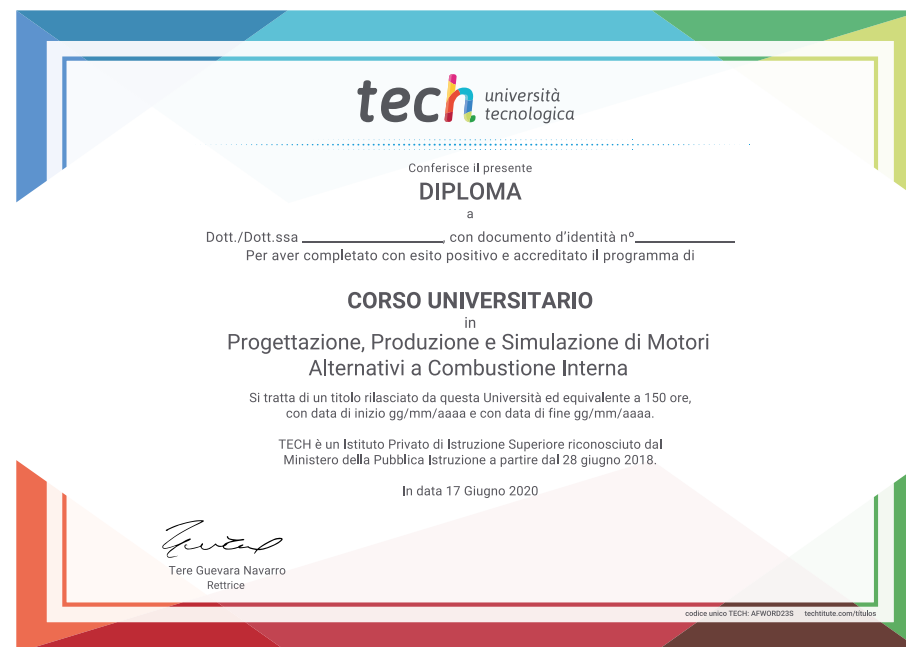 tech università
tecnologica
Conferisce il presente
DIPLOMA
a
Dott./Dott.ssa ____________________, con documento d'identità nº______________
Per aver completato con esito positivo e accreditato il programma di
CORSO UNIVERSITARIO
in
Progettazione, Produzione e Simulazione di Motori
Alternativi a Combustione Interna
Si tratta di un titolo rilasciato da questa Università ed equivalente a 150 ore,
con data di inizio gg/mm/aaaa e con data di fine gg/mm/aaaa.
TECH è un Istituto Privato di Istruzione Superiore riconosciuto dal
Ministero della Pubblica Istruzione a partire dal 28 giugno 2018.
In data 17 Giugno 2020
Tere Guevara Navarro
Rettrice
codice unico TECH: AFWORD23S techtitute.com/títulos